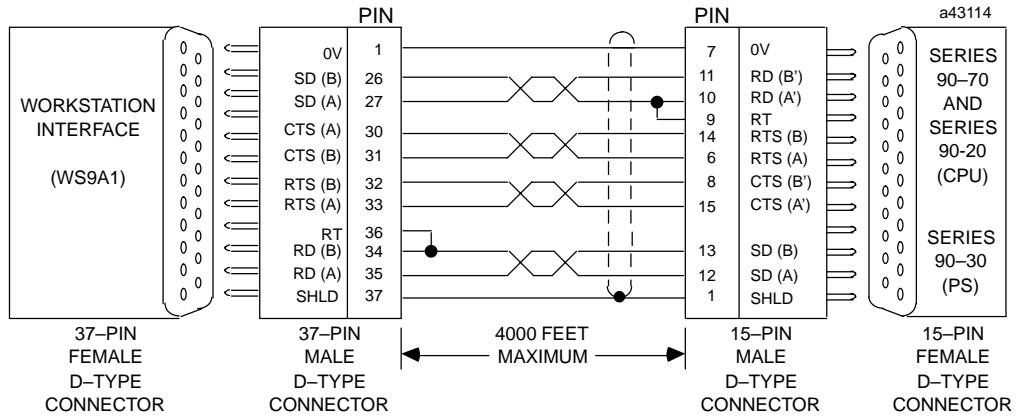 PIN PIN a43114
WORKSTATION
INTERFACE
(WS9A1)
0V 1
SD (B) 26
SD (A) 27
CTS (A) 30
CTS (B) 31
RTS (B) 32
RTS (A) 33
RT 36
RD (B) 34
RD (A) 35
SHLD 37
7 0V
11 RD (B')
10 RD (A')
9 RT
14 RTS (B)
6 RTS (A)
8 CTS (B')
15 CTS (A')
13 SD (B)
12 SD (A)
1 SHLD
SERIES
90–70
AND
SERIES
90-20
(CPU)
SERIES
90–30
(PS)
37–PIN
FEMALE
D–TYPE
CONNECTOR
37–PIN
MALE
D–TYPE
CONNECTOR
4000 FEET
MAXIMUM
15–PIN
MALE
D–TYPE
CONNECTOR
15–PIN
FEMALE
D–TYPE
CONNECTOR